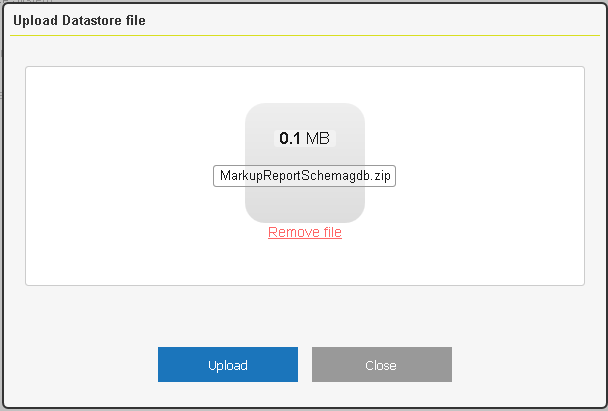 Upload Datastore file
0.1 MB
MarkupReportSchemagdb.zip
Remove file
Upload
Close